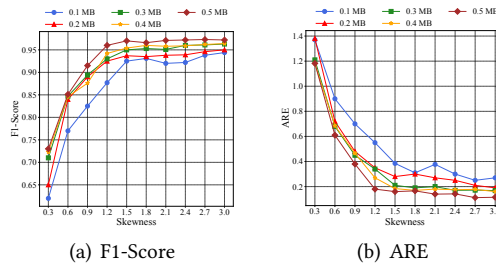 0.1 MB 0.3 MB 0.5 MB
0.2 MB 0.4 MB
F1-Score
0.95
0.90
0.85
0.80
0.75
0.70
0.65
0.3 0.6 0.9 1.2 1.5 1.8 2.1 2.4 2.7 3.0
Skewness
(a) F1-Score
0.1 MB 0.3 MB 0.5 MB
0.2 MB 0.4 MB
ARE
1.4
1.2
1.0
0.8
0.6
0.4
0.2
0.3 0.6 0.9 1.2 1.5 1.8 2.1 2.4 2.7 3.
Skewness
(b) ARE